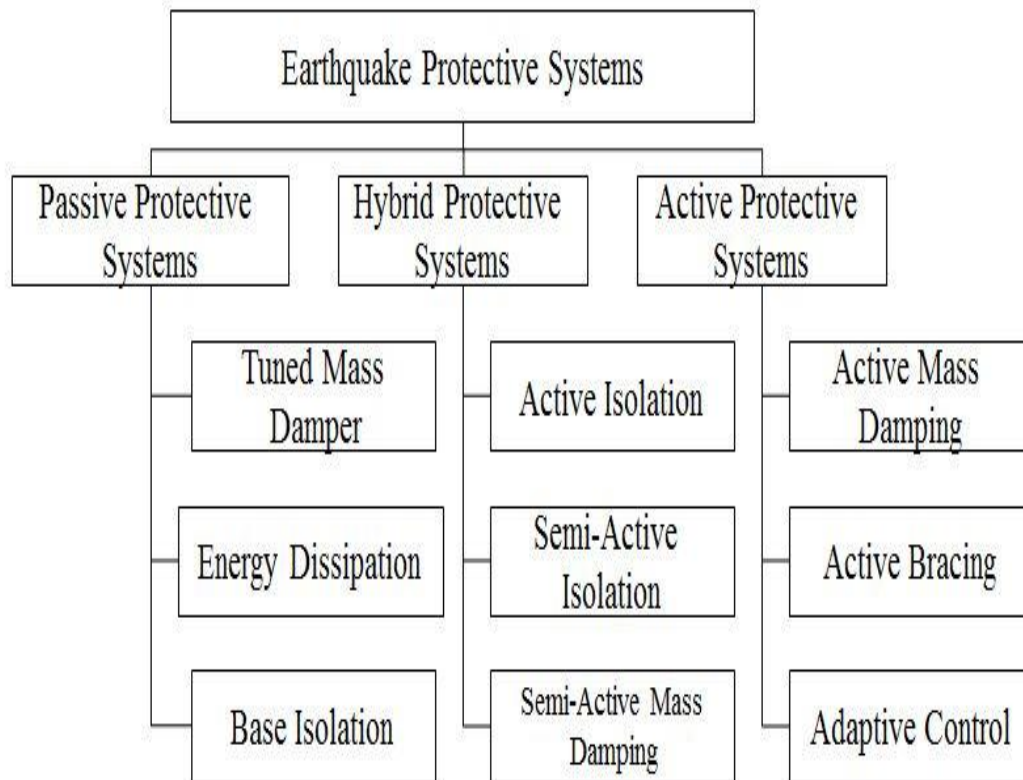 Earthquake Protective Systems
Passive Protective
Systems
Hybrid Protective
Systems
Active Protective
Systems
Tuned Mass
Damper
Active Isolation
Active Mass
Damping
Energy Dissipation
Semi-Active
Isolation
Active Bracing
Base Isolation
Semi-Active Mass
Damping
Adaptive Control